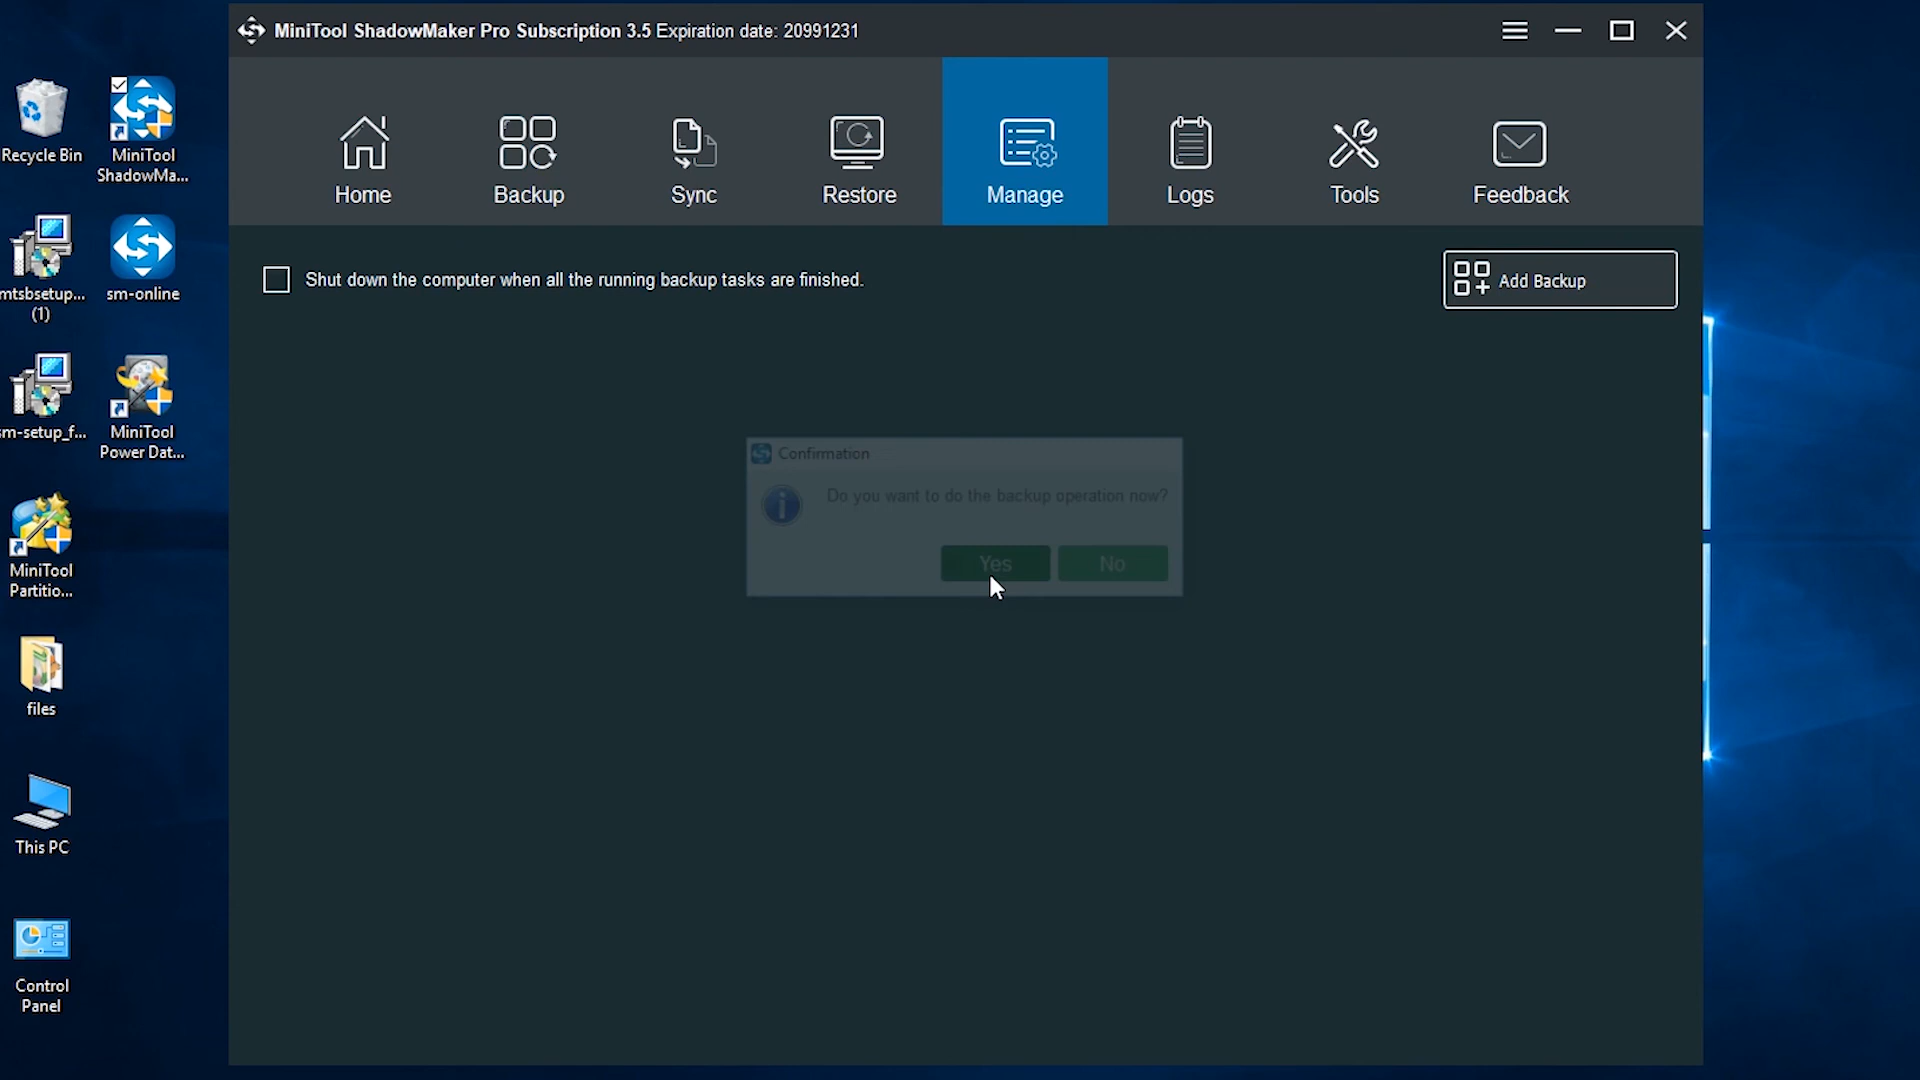 MiniTool ShadowMaker Pro Subscription 3.5 Expiration date: 20991231
Home
Backup
Sync
Restore
Manage
Logs
Tools
Feedback
Shut down the computer when all the running backup tasks are finished.
Add Backup
Confirmation
Do you want to do the backup operation now?
Yes
No
Recycle Bin
MiniTool
ShadowMa...
mtsbsetup...
(1)
sm-online
sm-setup_f...
MiniTool
Power Dat...
MiniTool
Partitio...
files
This PC
Control
Panel